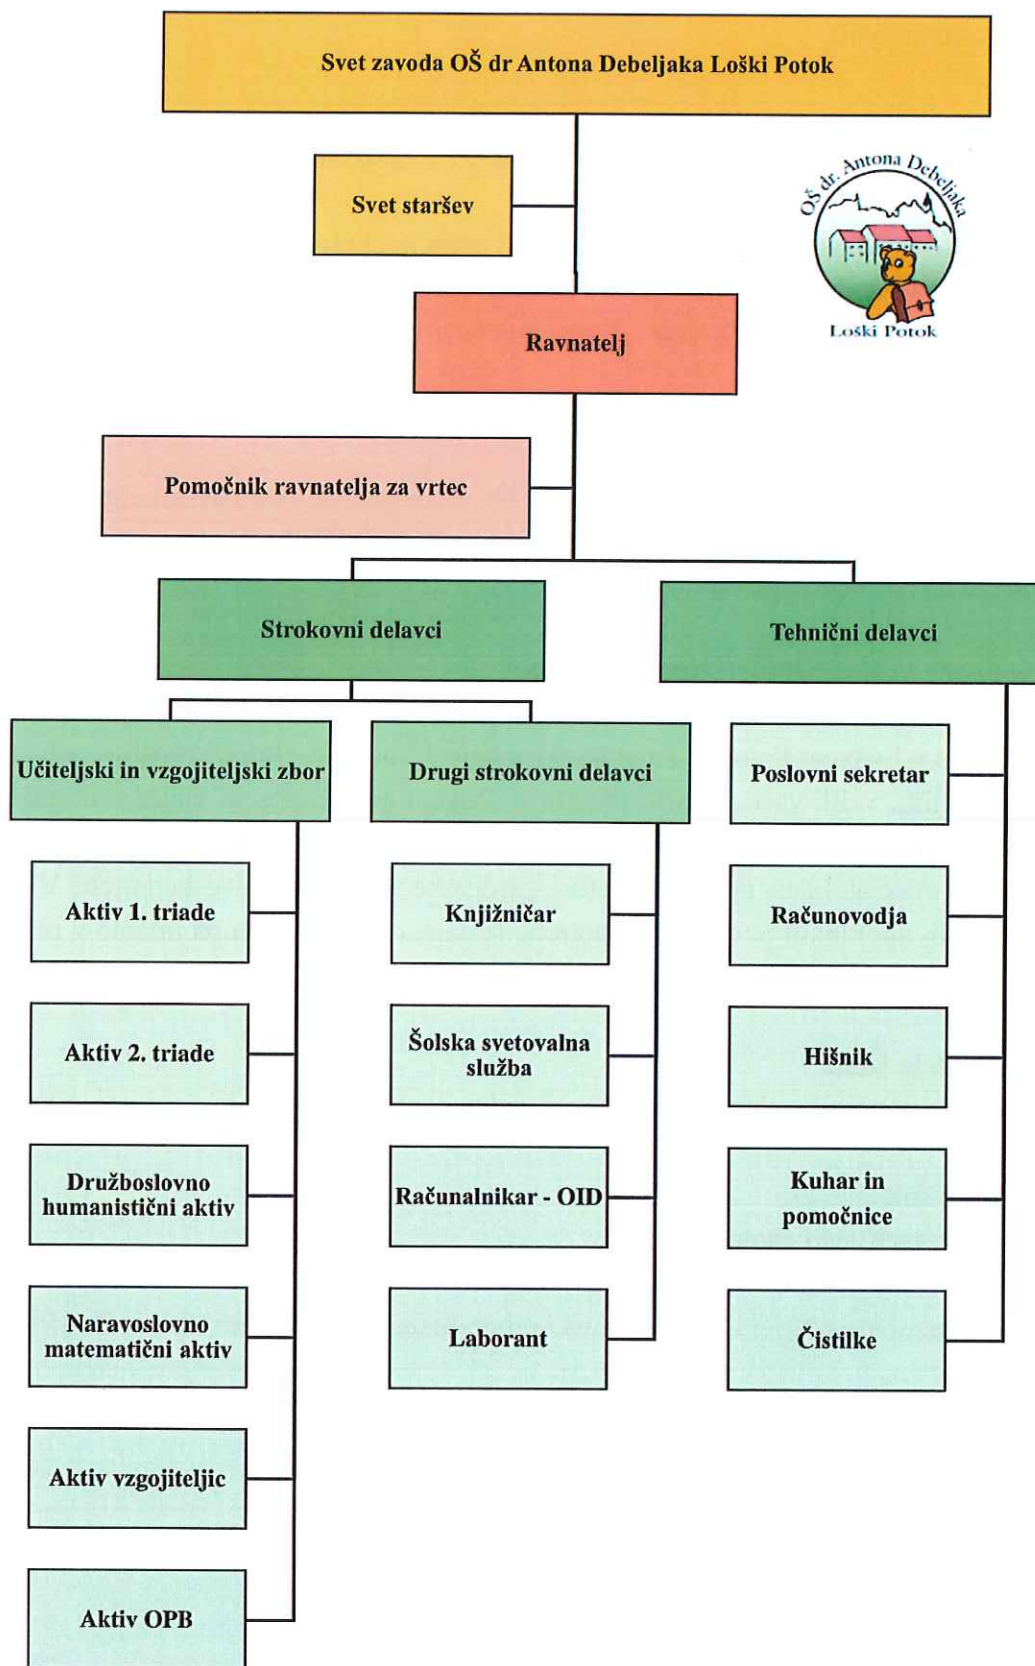 Svet zavoda OŠ dr Antona Debeljaka Loški Potok
Svet staršev
OŠ dr. Antona Debeljaka
Loški Potok
Ravnatelj
Pomočnik ravnatelja za vrtec
Strokovni delavci
Tehnični delavci
Učiteljski in vzgojiteljski zbor
Drugi strokovni delavci
Poslovni sekretar
Aktiv 1. triade
Knjižničar
Računovodja
Aktiv 2. triade
Šolska svetovalna
služba
Hišnik
Družboslovno
humanistični aktiv
Računalnikar - OID
Kuhar in
pomočnice
Naravoslovno
matematični aktiv
Laborant
Čistilke
Aktiv vzgojiteljic
Aktiv OPB